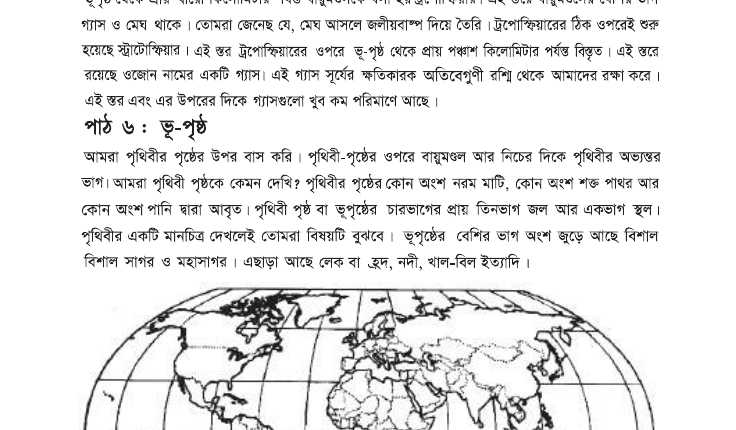 গ্যাস ও মেঘ থাকে। তোমরা জেনেছ যে, মেঘ আসলে জলীয়বাষ্প দিয়ে তৈরি। ট্রপোস্ফিয়ারের ঠিক ওপরেই শুরু
হয়েছে স্ট্রাটোস্ফিয়ার। এই স্তর ট্রপোস্ফিয়ারের ওপরে ভূ-পৃষ্ঠ থেকে প্রায় পঞ্চাশ কিলোমিটার পর্যন্ত বিস্তৃত। এই স্তরে
রয়েছে ওজোন নামের একটি গ্যাস। এই গ্যাস সূর্যের ক্ষতিকারক অতিবেগুণী রশ্মি থেকে আমাদের রক্ষা করে।
এই স্তর এবং এর উপরের দিকে গ্যাসগুলো খুব কম পরিমাণে আছে।
পাঠ ৬ : ভূ-পৃষ্ঠ
আমরা পৃথিবীর পৃষ্ঠের উপর বাস করি। পৃথিবী-পৃষ্ঠের ওপরে বায়ুমণ্ডল আর নিচের দিকে পৃথিবীর অভ্যন্তর
ভাগ। আমরা পৃথিবী পৃষ্ঠকে কেমন দেখি? পৃথিবীর পৃষ্ঠের কোন অংশ নরম মাটি, কোন অংশ শক্ত পাথর আর
কোন অংশ পানি দ্বারা আবৃত। পৃথিবী পৃষ্ঠ বা ভূপৃষ্ঠের চারভাগের প্রায় তিনভাগ জল আর একভাগ স্থল।
পৃথিবীর একটি মানচিত্র দেখলেই তোমরা বিষয়টি বুঝবে। ভূপৃষ্ঠের বেশির ভাগ অংশ জুড়ে আছে বিশাল
বিশাল সাগর ও মহাসাগর। এছাড়া আছে লেক বা হ্রদ, নদী, খাল-বিল ইত্যাদি।